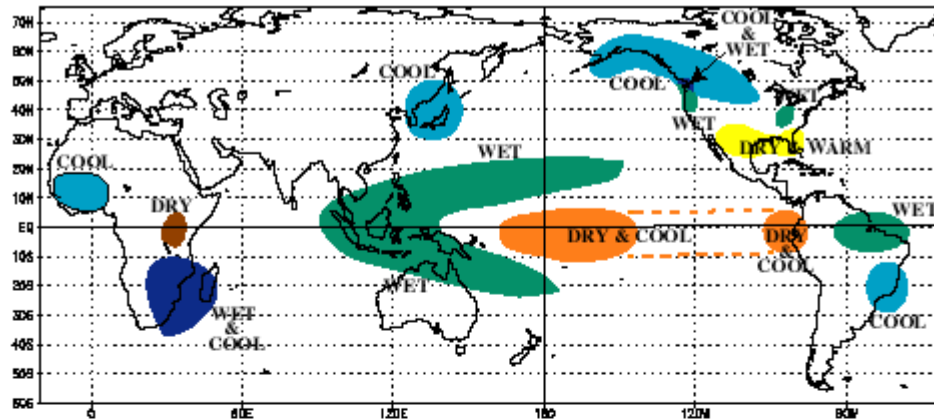 70N
60N
50N
40N
30N
20N
10N
EQ
10S
20S
30S
40S
50S
60S
0
60E
120E
180
120W
60W
COOL
&
WET
COOL
COOL
WET
WET
COOL
WET
DRY & WARM
DRY
WET
DRY & COOL
DRY
&
COOL
WET
WET
&
COOL
COOL